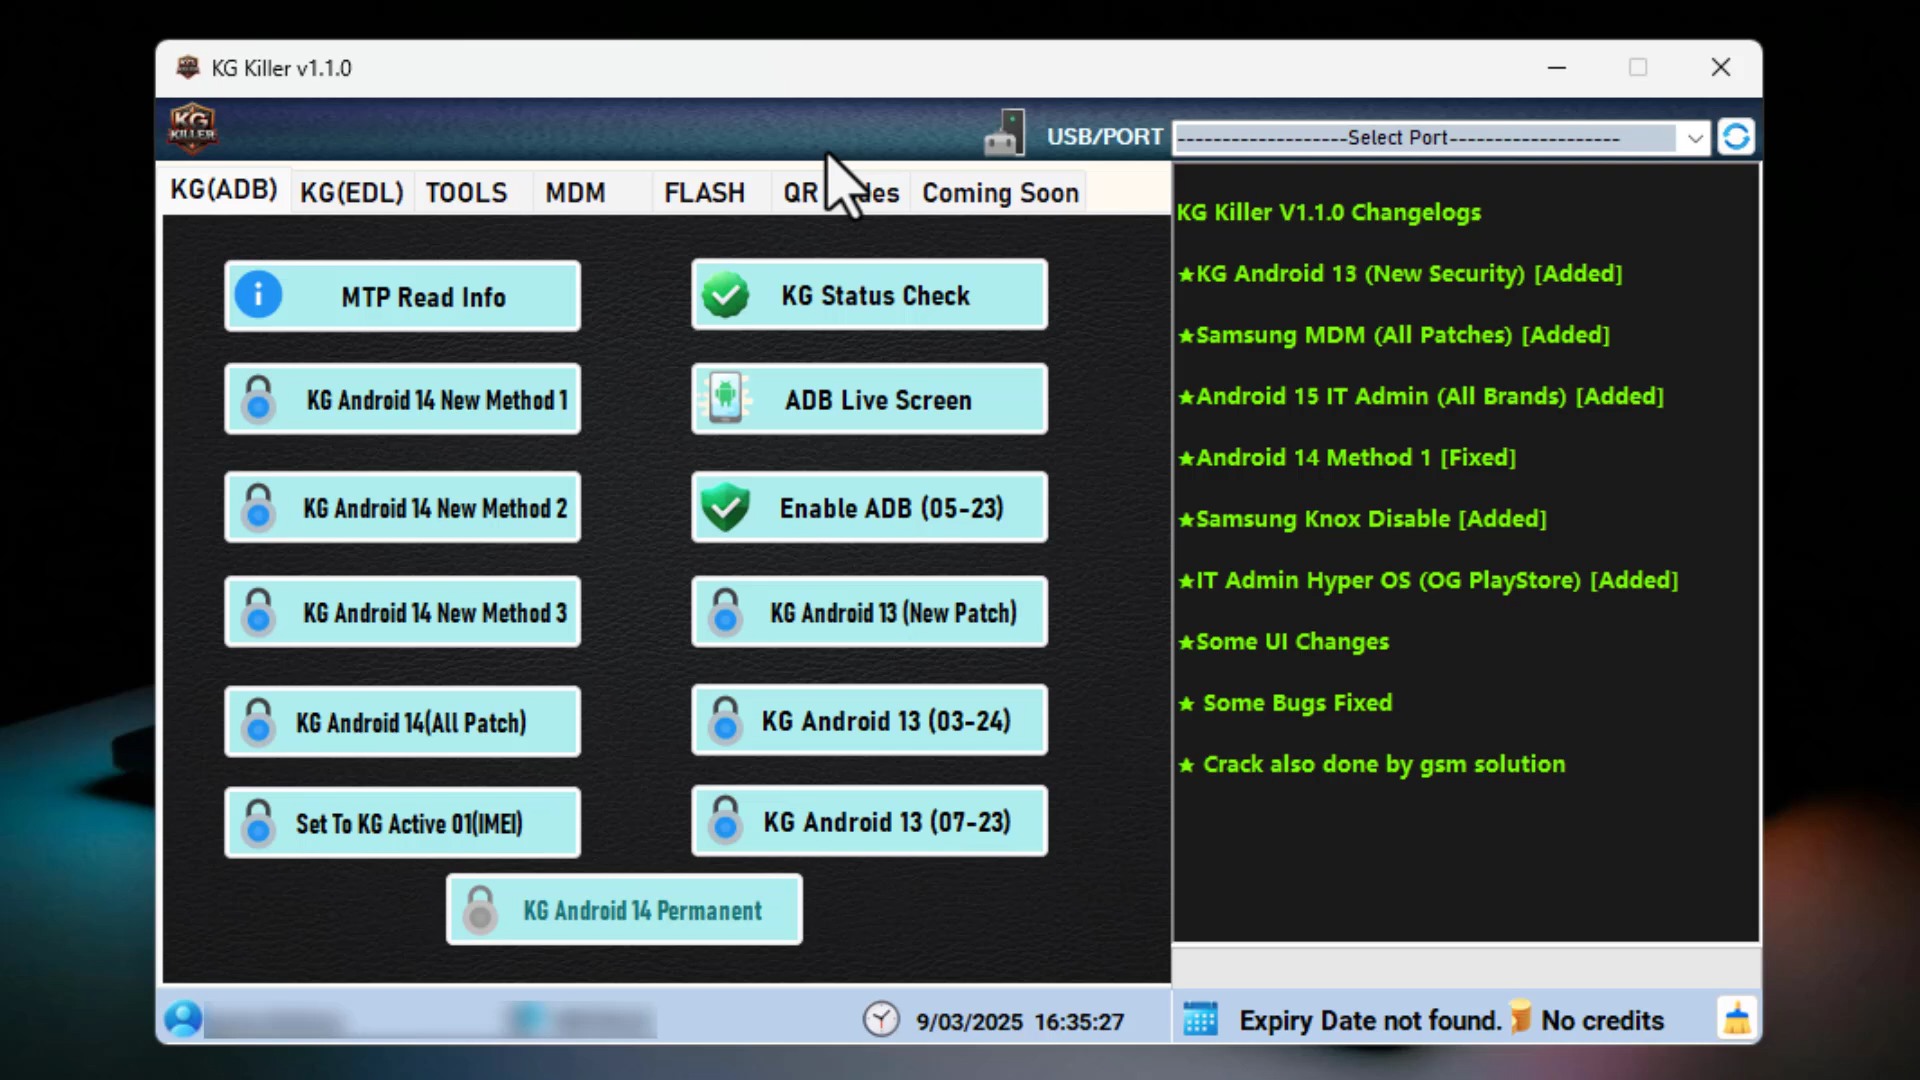 KG Killer v1.1.0
KG
KILLER
USB/PORT
-------------------Select Port-------------------
KG(ADB)
KG(EDL)
TOOLS
MDM
FLASH
QR
Coming Soon
MTP Read Info
KG Status Check
KG Android 14 New Method 1
ADB Live Screen
KG Android 14 New Method 2
Enable ADB (05-23)
KG Android 14 New Method 3
KG Android 13 (New Patch)
KG Android 14(All Patch)
KG Android 13 (03-24)
Set To KG Active 01(IMEI)
KG Android 13 (07-23)
KG Android 14 Permanent
KG Killer V1.1.0 Changelogs
★KG Android 13 (New Security) [Added]
★Samsung MDM (All Patches) [Added]
★Android 15 IT Admin (All Brands) [Added]
★Android 14 Method 1 [Fixed]
★Samsung Knox Disable [Added]
★IT Admin Hyper OS (OG PlayStore) [Added]
★Some UI Changes
★ Some Bugs Fixed
★ Crack also done by gsm solution
9/03/2025 16:35:27
Expiry Date not found.
No credits